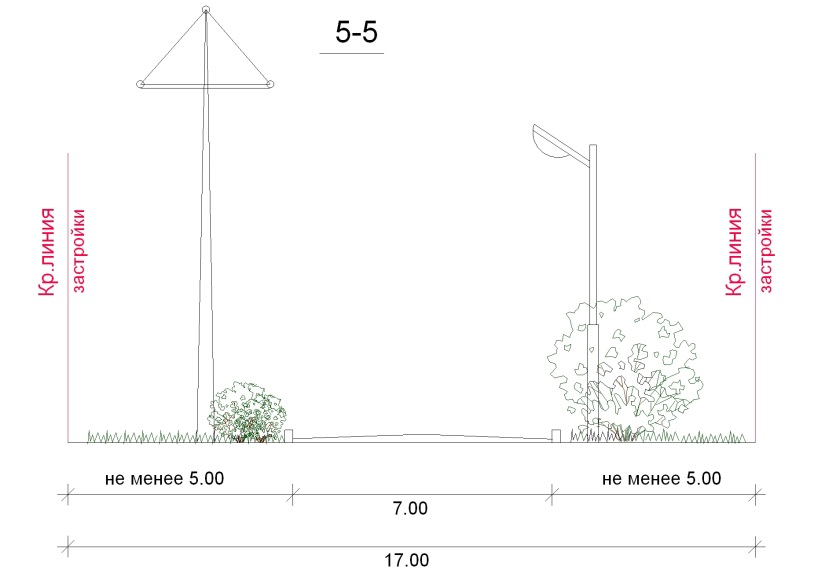 5-5
Кр.линия
застройки
Кр.линия
застройки
не менее 5.00
не менее 5.00
7.00
17.00